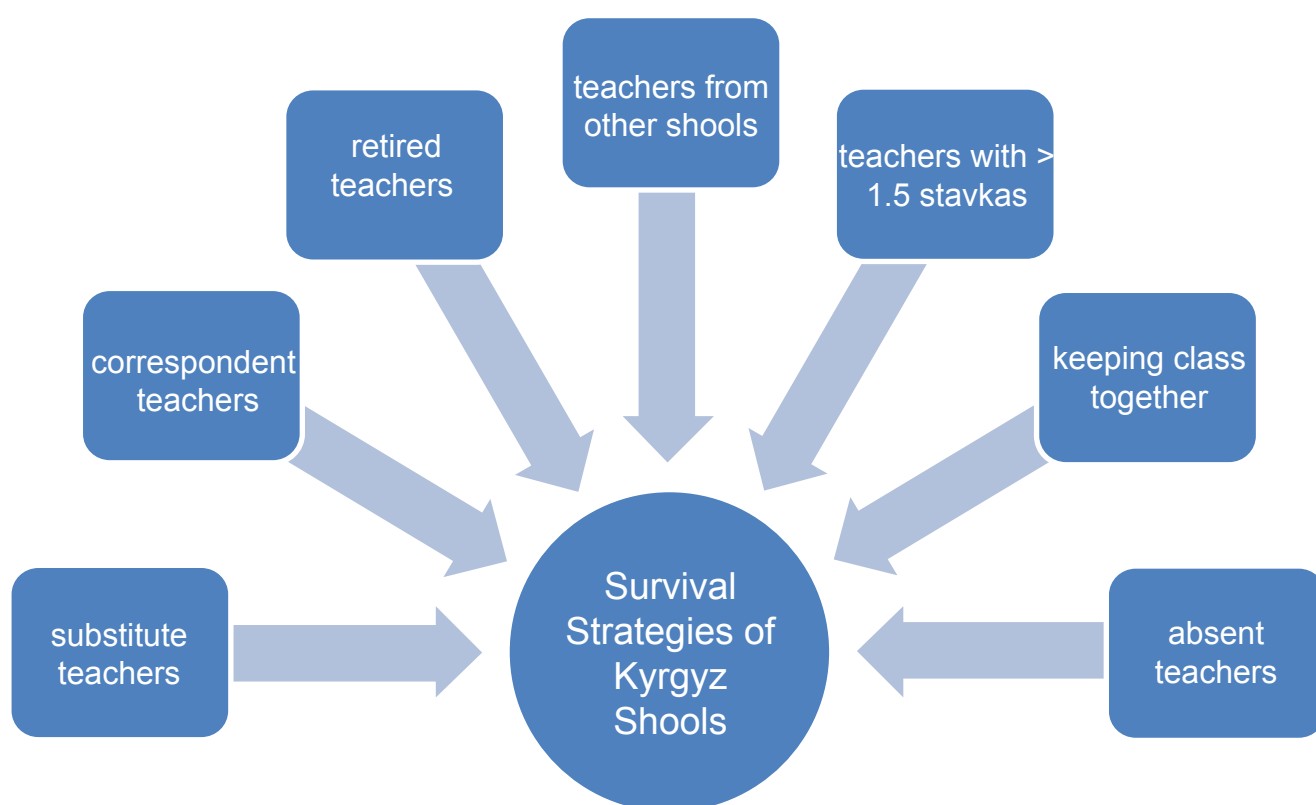 teachers from
other shools
retired
teachers
teachers with >
1.5 stavkas
correspondent
teachers
keeping class
together
substitute
teachers
Survival
Strategies of
Kyrgyz
Shools
absent
teachers